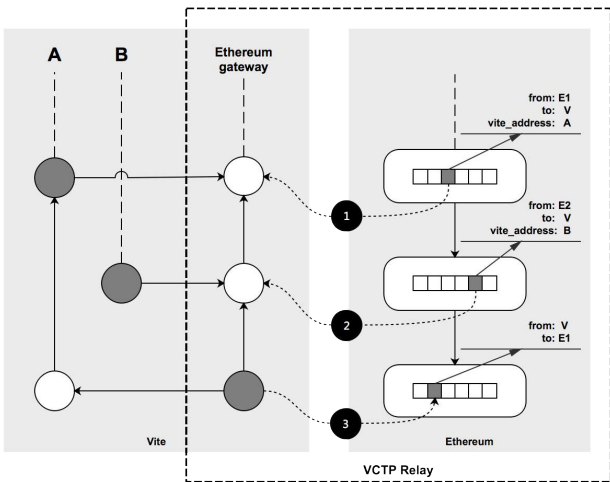 A
B
Ethereum
gateway
from: E1
to: V
vite_address: A
1
from: E2
to: V
vite_address: B
2
from: V
to: E1
3
Vite
Ethereum
VCTP Relay